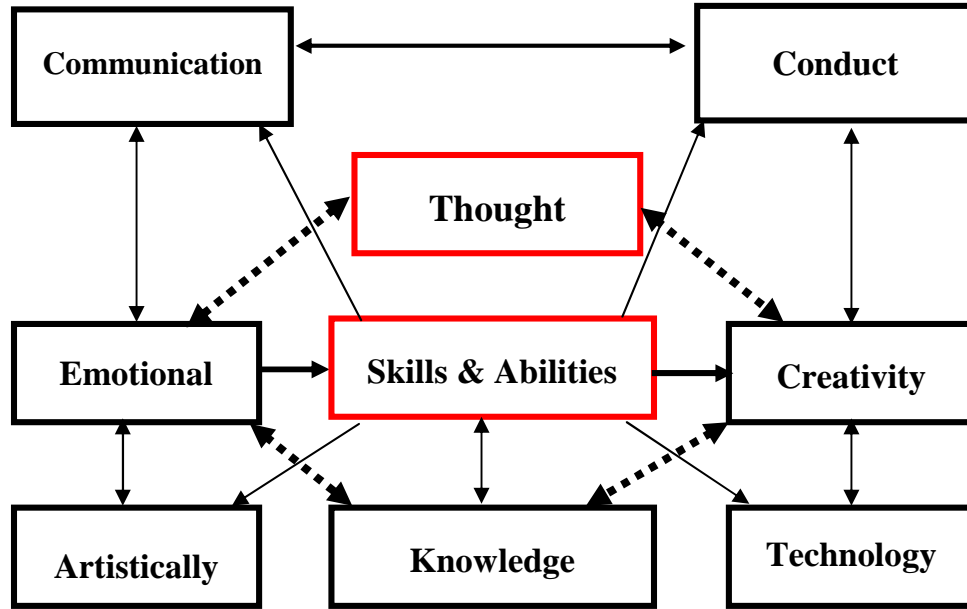 Communication
Conduct
Thought
Emotional
Skills & Abilities
Creativity
Artistically
Knowledge
Technology